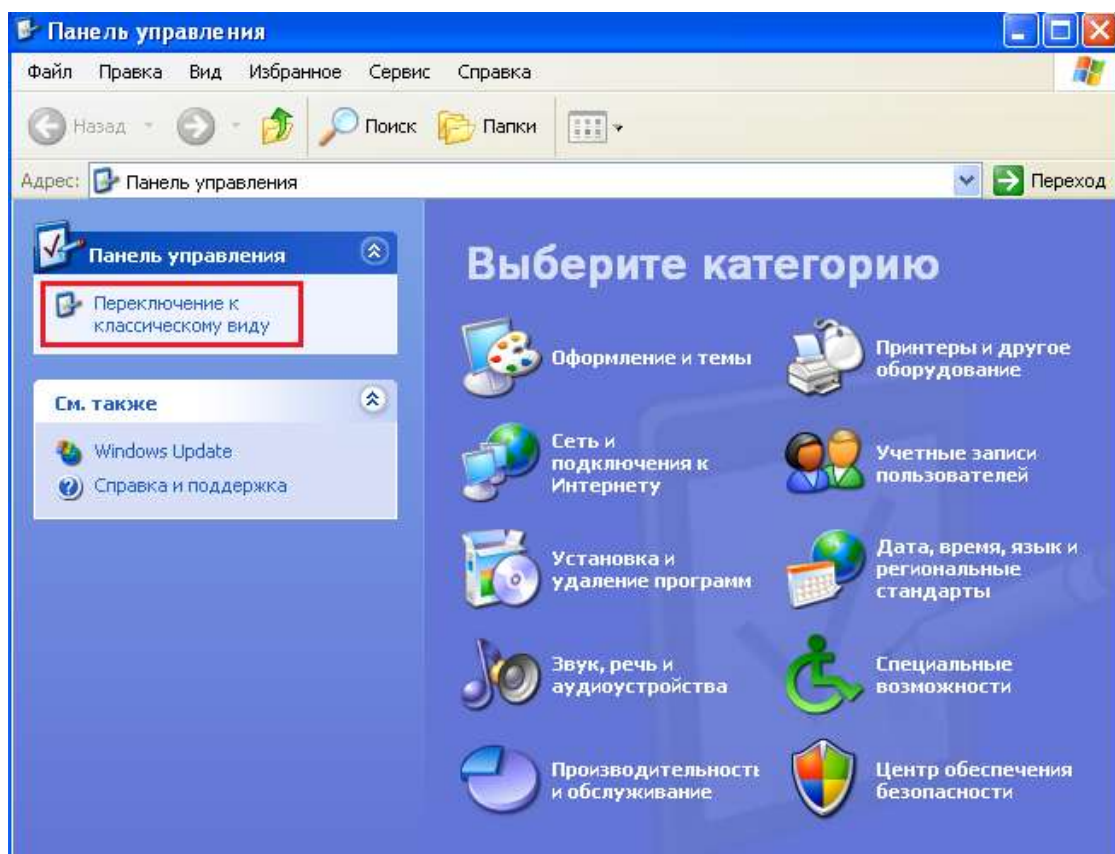 Панель управления
Файл Правка Вид Избранное Сервис Справка
Назад Поиск Папки
Адрес: Панель управления Переход
Панель управления
Переключение к
классическому виду
См. также
Windows Update
Справка и поддержка
Выберите категорию
Оформление и темы
Принтеры и другое
оборудование
Сеть и
подключения к
Интернету
Учетные записи
пользователей
Установка и
удаление программ
Дата, время, язык и
региональные
стандарты
Звук, речь и
аудиоустройства
Специальные
возможности
Производительность
и обслуживание
Центр обеспечения
безопасности